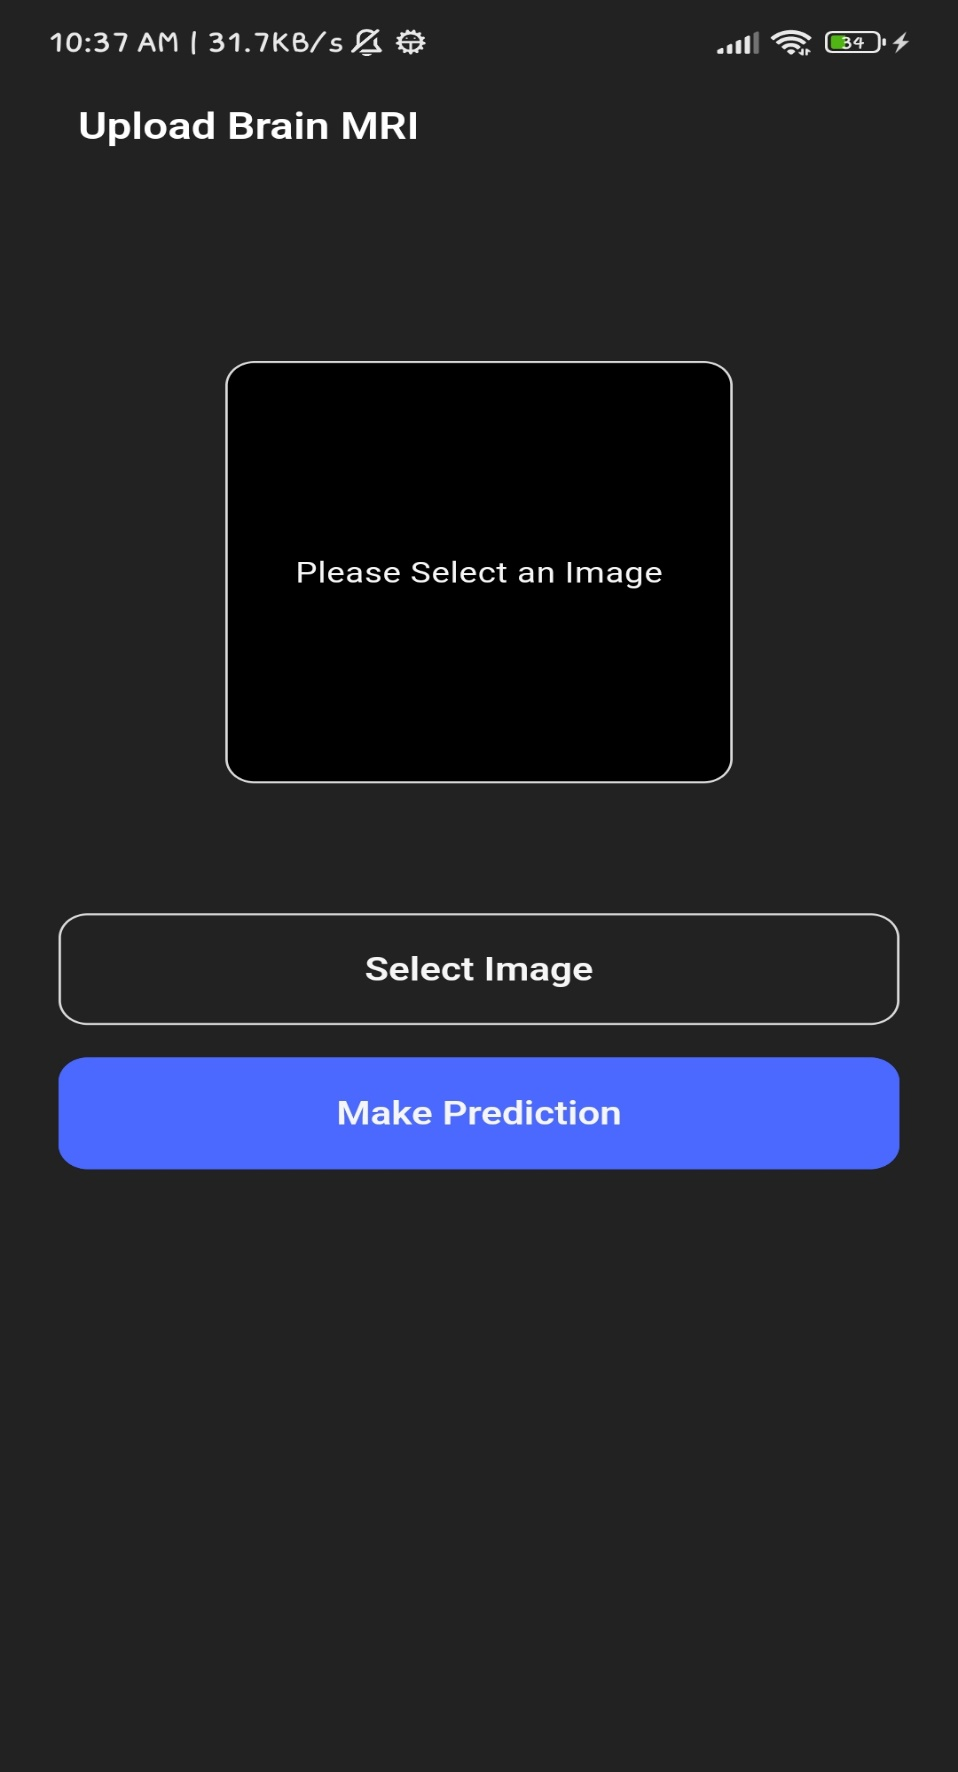 10:37 AM | 31.7KB/s 34
Upload Brain MRI
Please Select an Image
Select Image
Make Prediction